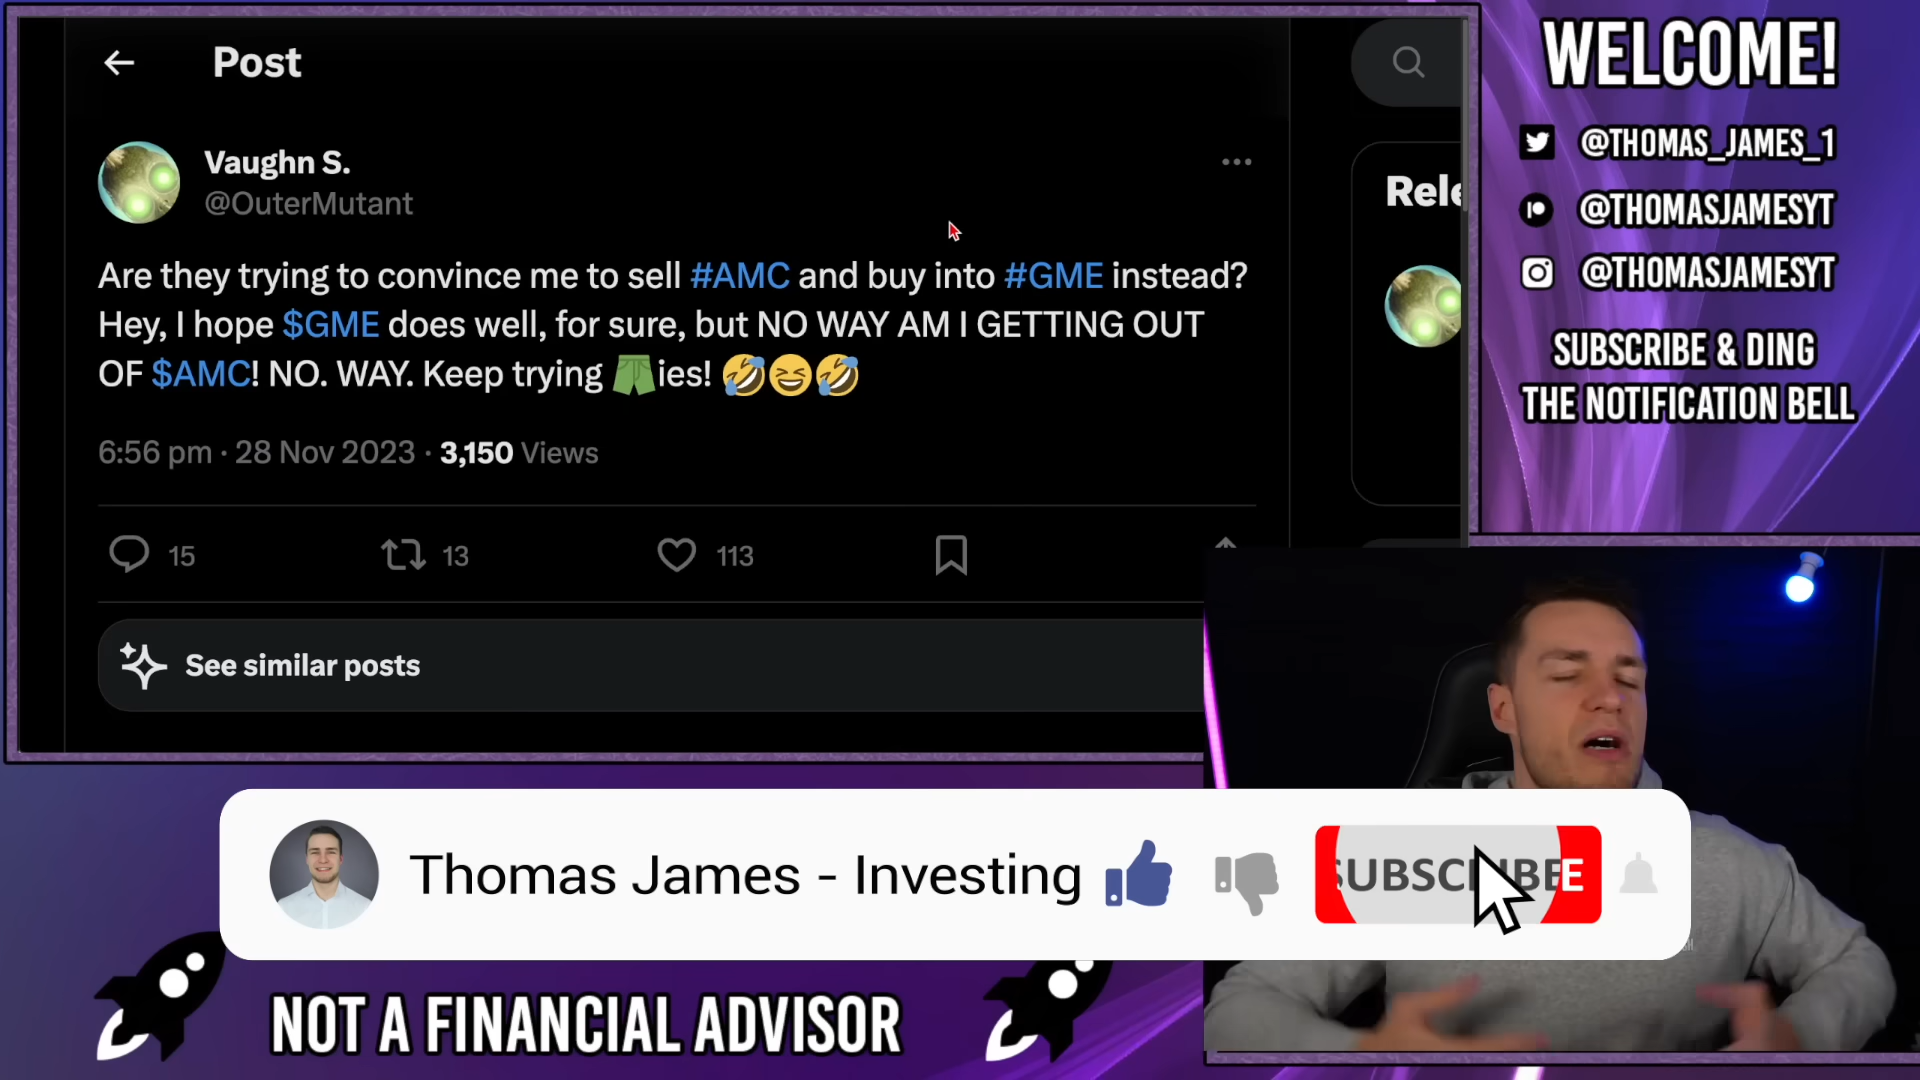 Post
Vaughn S.
@OuterMutant
Are they trying to convince me to sell #AMC and buy into #GME instead?
Hey, I hope $GME does well, for sure, but NO WAY AM I GETTING OUT
OF $AMC! NO. WAY. Keep trying 🩳ies! 🤣😆🤣
6:56 pm · 28 Nov 2023 · 3,150 Views
15
13
113
See similar posts
Rele
WELCOME!
@THOMAS_JAMES_1
@THOMASJAMESYT
@THOMASJAMESYT
SUBSCRIBE & DING
THE NOTIFICATION BELL
Thomas James - Investing
SUBSCRIBE
NOT A FINANCIAL ADVISOR